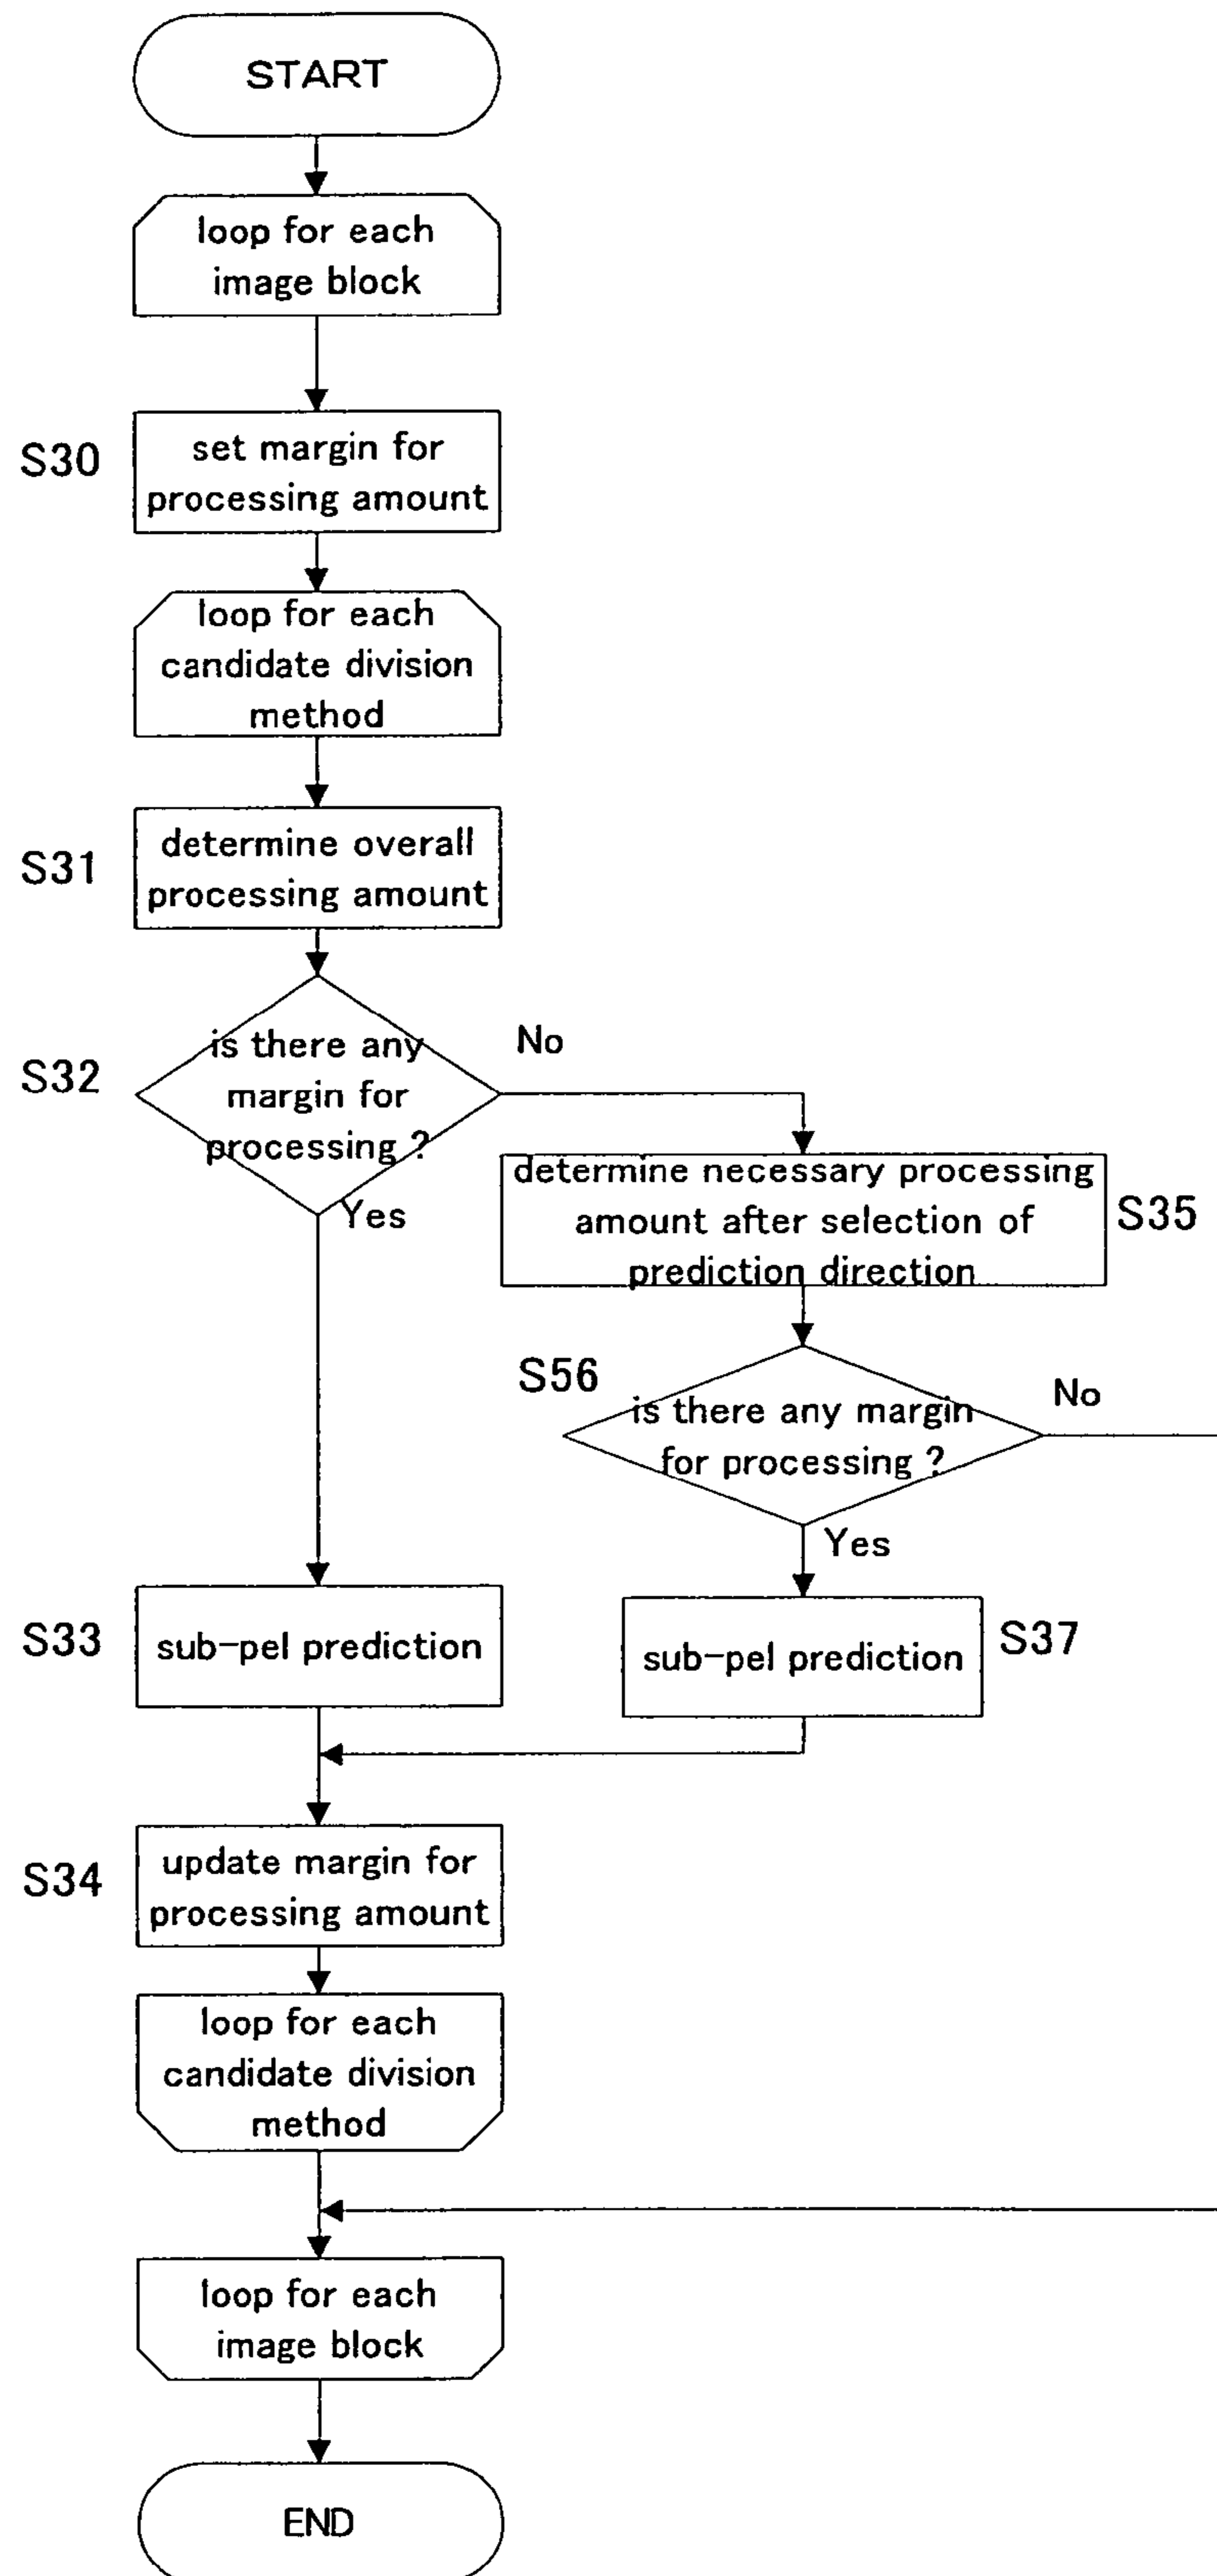 START
loop for each
image block
S30
set margin for
processing amount
loop for each
candidate division
method
S31
determine overall
processing amount
S32
is there any
margin for
processing ?
No
Yes
determine necessary processing
amount after selection of
prediction direction
S35
S56
is there any margin
for processing ?
No
Yes
S33
sub-pel prediction
sub-pel prediction
S37
S34
update margin for
processing amount
loop for each
candidate division
method
loop for each
image block
END